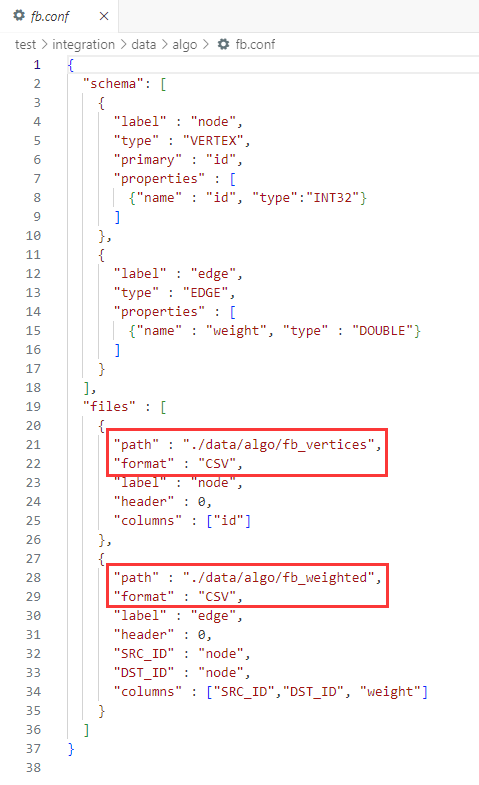 fb.conf
test > integration > data > algo > fb.conf
1 {
2 "schema": [
3 {
4 "label" : "node",
5 "type" : "VERTEX",
6 "primary" : "id",
7 "properties" : [
8 {"name" : "id", "type":"INT32"}
9 ]
10 },
11 {
12 "label" : "edge",
13 "type" : "EDGE",
14 "properties" : [
15 {"name" : "weight", "type" : "DOUBLE"}
16 ]
17 }
18 ],
19 "files" : [
20 {
21 "path" : "./data/algo/fb_vertices",
22 "format" : "CSV",
23 "label" : "node",
24 "header" : 0,
25 "columns" : ["id"]
26 },
27 {
28 "path" : "./data/algo/fb_weighted",
29 "format" : "CSV",
30 "label" : "edge",
31 "header" : 0,
32 "SRC_ID" : "node",
33 "DST_ID" : "node",
34 "columns" : ["SRC_ID","DST_ID", "weight"]
35 }
36 ]
37 }
38